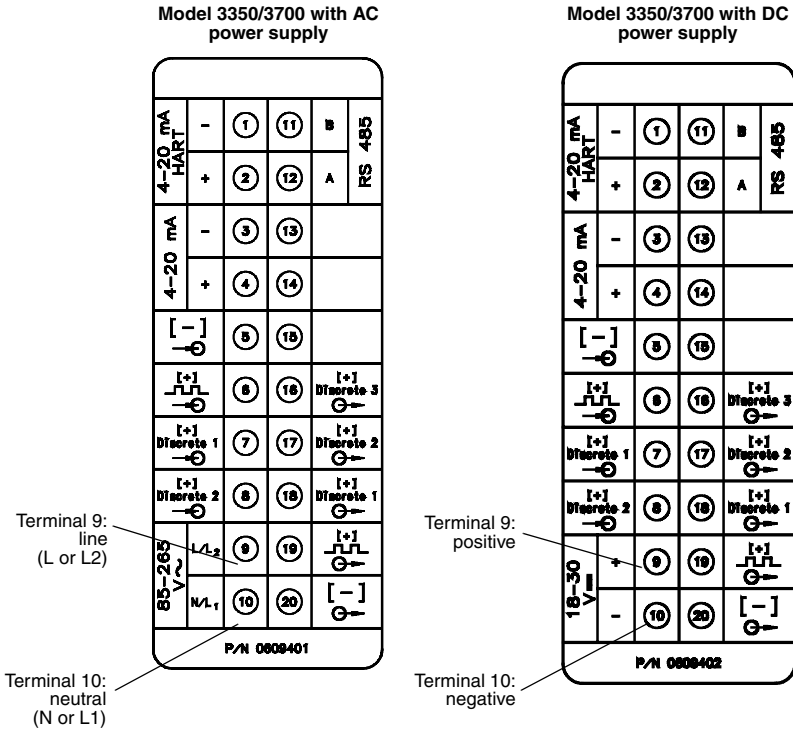 Model 3350/3700 with AC
power supply
4–20 mA
HART
-
1
11
B
RS 485
+
2
12
A
4–20 mA
-
3
13
+
4
14
[-]
5
15
[+]
6
16
[+]
Discrete 3
[+]
Discrete 1
7
17
[+]
Discrete 2
[+]
Discrete 2
8
18
[+]
Discrete 1
85–265
V~
L/L2
9
19
[+]
N/L1
10
20
[-]
P/N 0609401
Terminal 9:
line
(L or L2)
Terminal 10:
neutral
(N or L1)
Model 3350/3700 with DC
power supply
4–20 mA
HART
-
1
11
B
RS 485
+
2
12
A
4–20 mA
-
3
13
+
4
14
[-]
5
15
[+]
6
16
[+]
Discrete 3
[+]
Discrete 1
7
17
[+]
Discrete 2
[+]
Discrete 2
8
18
[+]
Discrete 1
18–30
V
+
9
19
[+]
-
10
20
[-]
P/N 0609402
Terminal 9:
positive
Terminal 10:
negative